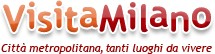 VisitaMilano
Città metropolitana, tanti luoghi da vivere